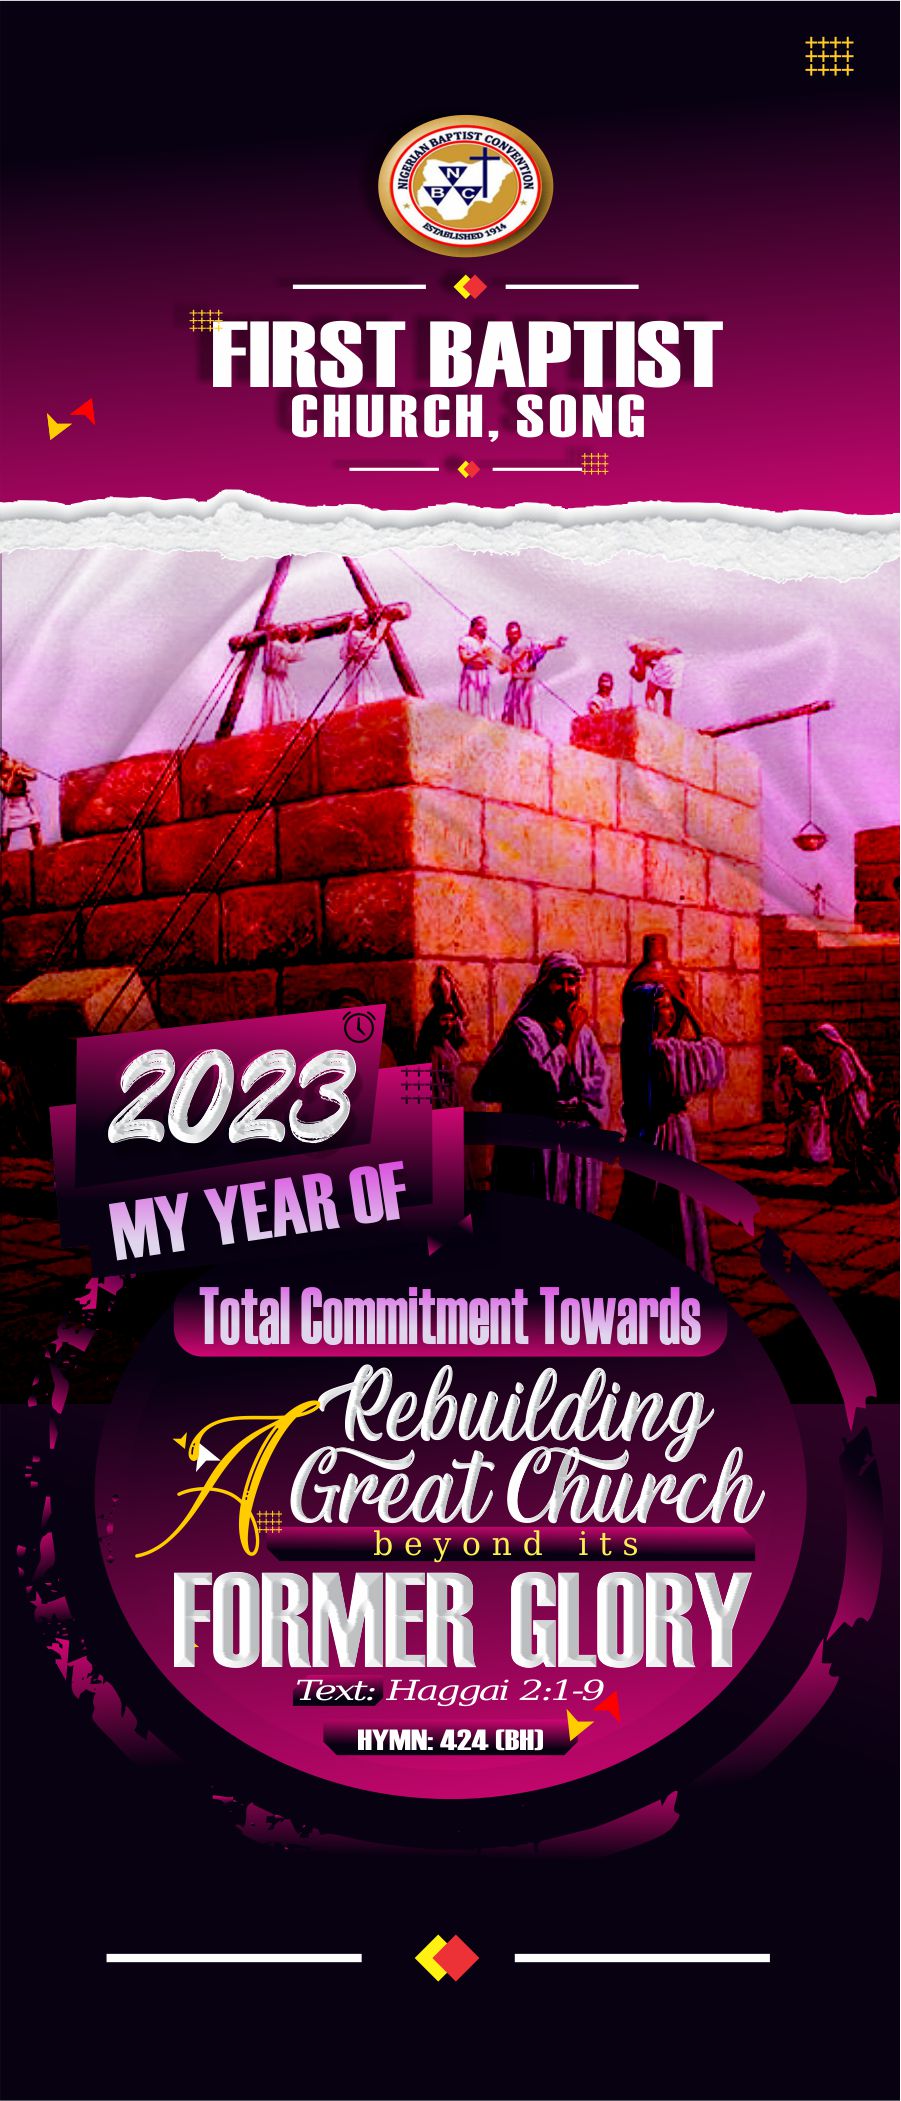 NIGERIAN BAPTIST CONVENTION
N
B C
ESTABLISHED 1914
FIRST BAPTIST
CHURCH, SONG
2023
MY YEAR OF
Total Commitment Towards
Rebuilding
A Great Church
beyond its
FORMER GLORY
Text: Haggai 2:1-9
HYMN: 424 (BH)